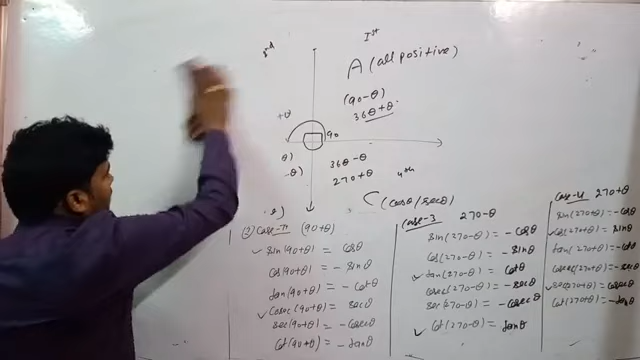 Ist
A (all positive)
(90-θ)
360+θ.
+θ
90
θ)
360-θ
-θ)
270+θ 4th
C (cosθ/secθ)
(2) Case-II (90+θ)
✓ sin(90+θ) = cosθ
cos(90+θ) = -sinθ
tan(90+θ) = -cotθ
✓ cosec(90+θ) = secθ
sec(90+θ) = -cosecθ
cot(90+θ) = -tanθ
Case-3 270-θ
sin(270-θ) = -cosθ
cos(270-θ) = -sinθ
✓ tan(270-θ) = cotθ
cosec(270-θ) = -secθ
sec(270-θ) = -cosecθ
✓ cot(270-θ) = tanθ
Case-4 270+θ
sin(270+θ) = -cosθ
✓ cos(270+θ) = sinθ
tan(270+θ) = -cotθ
cosec(270+θ) = -secθ
✓ sec(270+θ) = cosecθ
cot(270+θ) = -tanθ